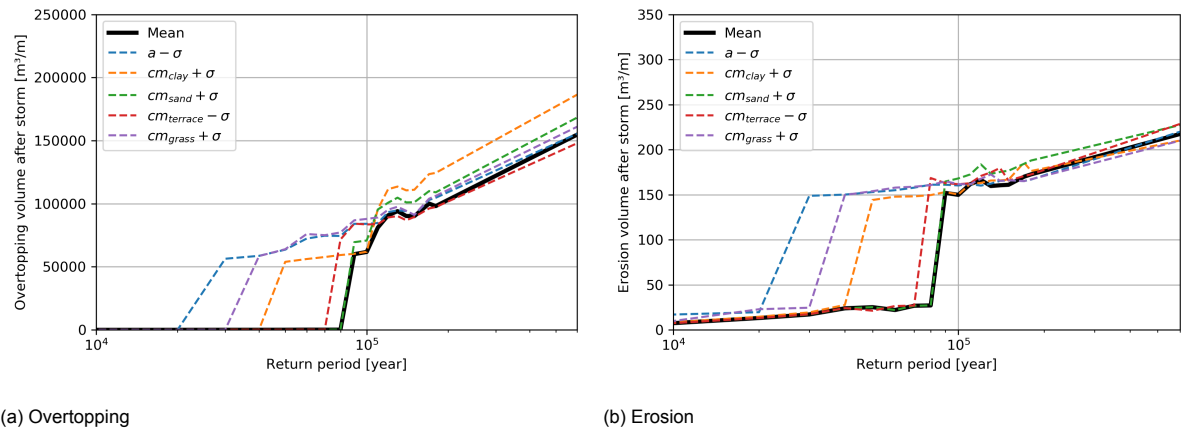 250000
200000
150000
100000
50000
0
Overtopping volume after storm [m³/m]
Mean
a − σ
cm_clay + σ
cm_sand + σ
cm_terrace − σ
cm_grass + σ
10⁴
10⁵
Return period [year]
(a) Overtopping
350
300
250
200
150
100
50
0
Erosion volume after storm [m³/m]
Mean
a − σ
cm_clay + σ
cm_sand + σ
cm_terrace − σ
cm_grass + σ
10⁴
10⁵
Return period [year]
(b) Erosion